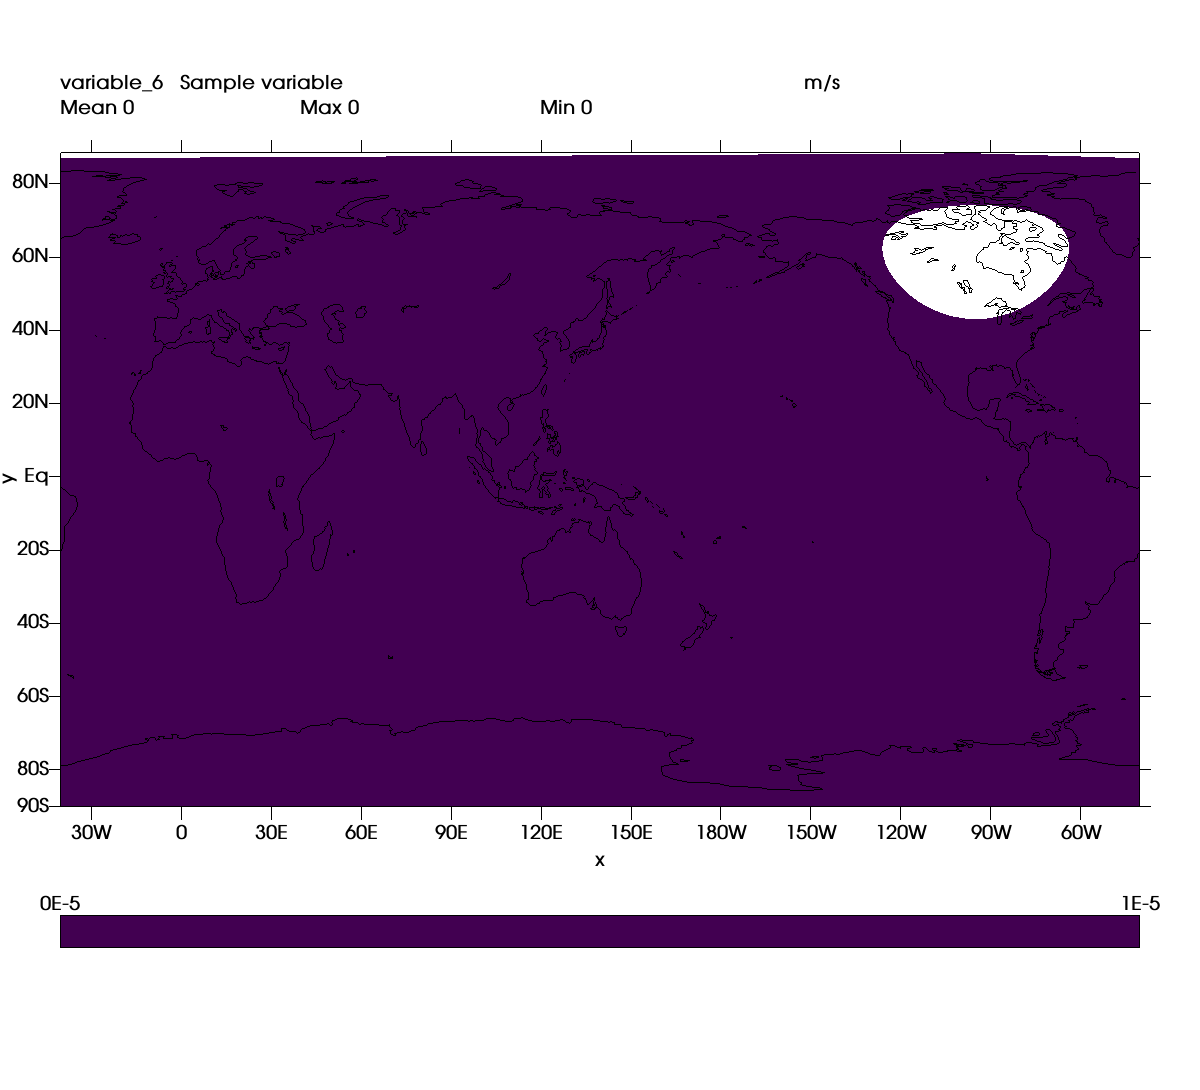 variable_6 Sample variable m/s
Mean 0 Max 0 Min 0
80N
60N
40N
20N
y Eq
20S
40S
60S
80S
90S
30W 0 30E 60E 90E 120E 150E 180W 150W 120W 90W 60W
x
0E-5 1E-5